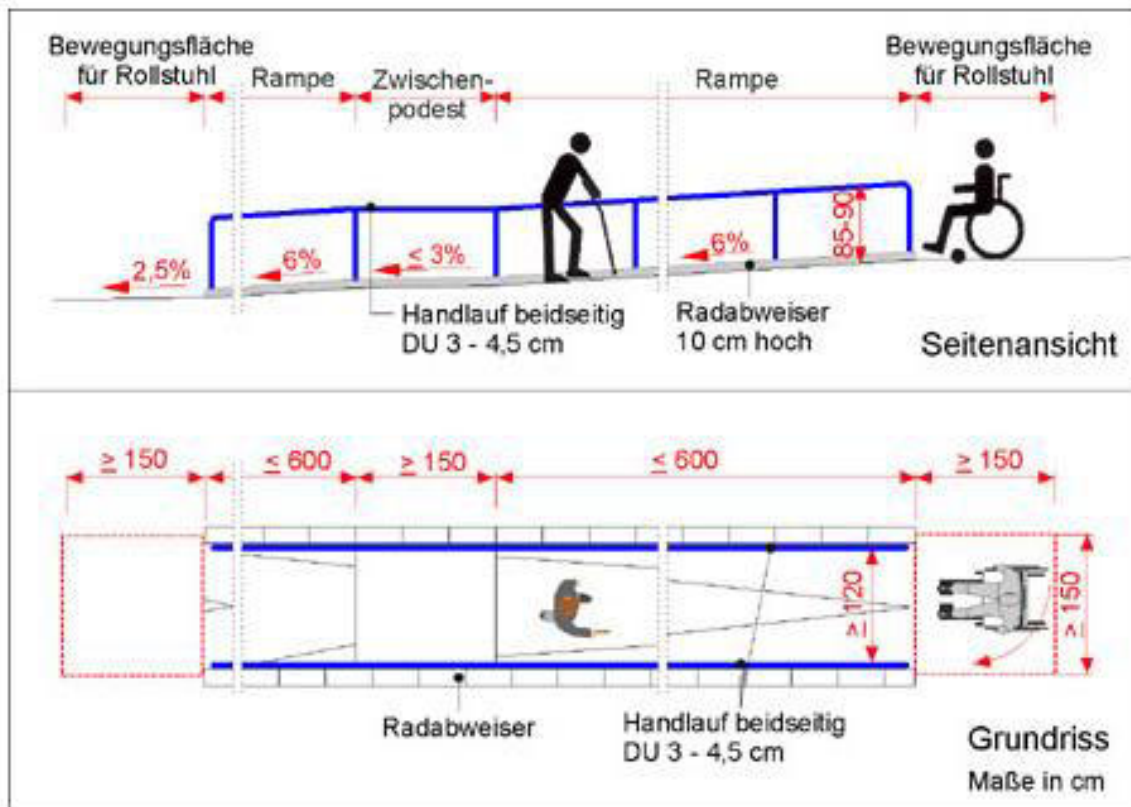 Bewegungsfläche
für Rollstuhl
Rampe
Zwischen-
podest
Rampe
Bewegungsfläche
für Rollstuhl
2,5%
6%
≤ 3%
6%
85-90
Handlauf beidseitig
DU 3 - 4,5 cm
Radabweiser
10 cm hoch
Seitenansicht
≥ 150
≤ 600
≥ 150
≤ 600
≥ 150
≥ 120
≥ 150
Radabweiser
Handlauf beidseitig
DU 3 - 4,5 cm
Grundriss
Maße in cm